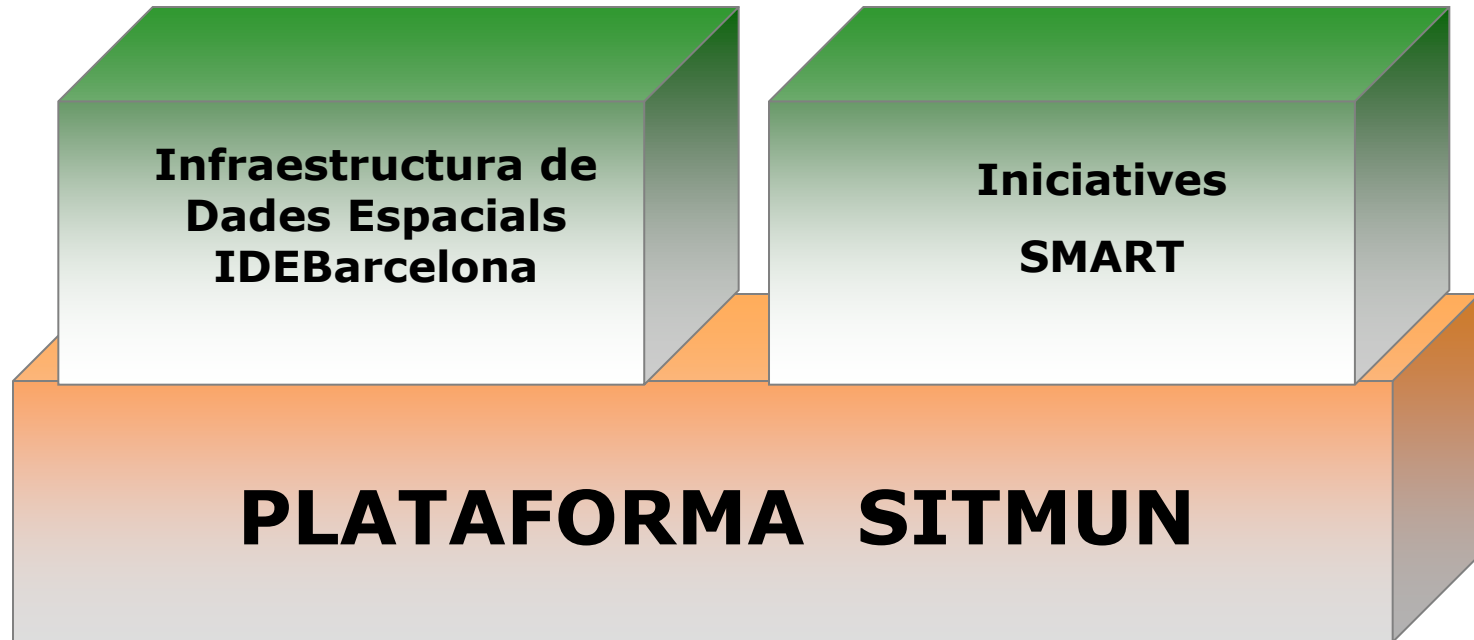 Infraestructura de
Dades Espacials
IDEBarcelona
Iniciatives
SMART
PLATAFORMA SITMUN